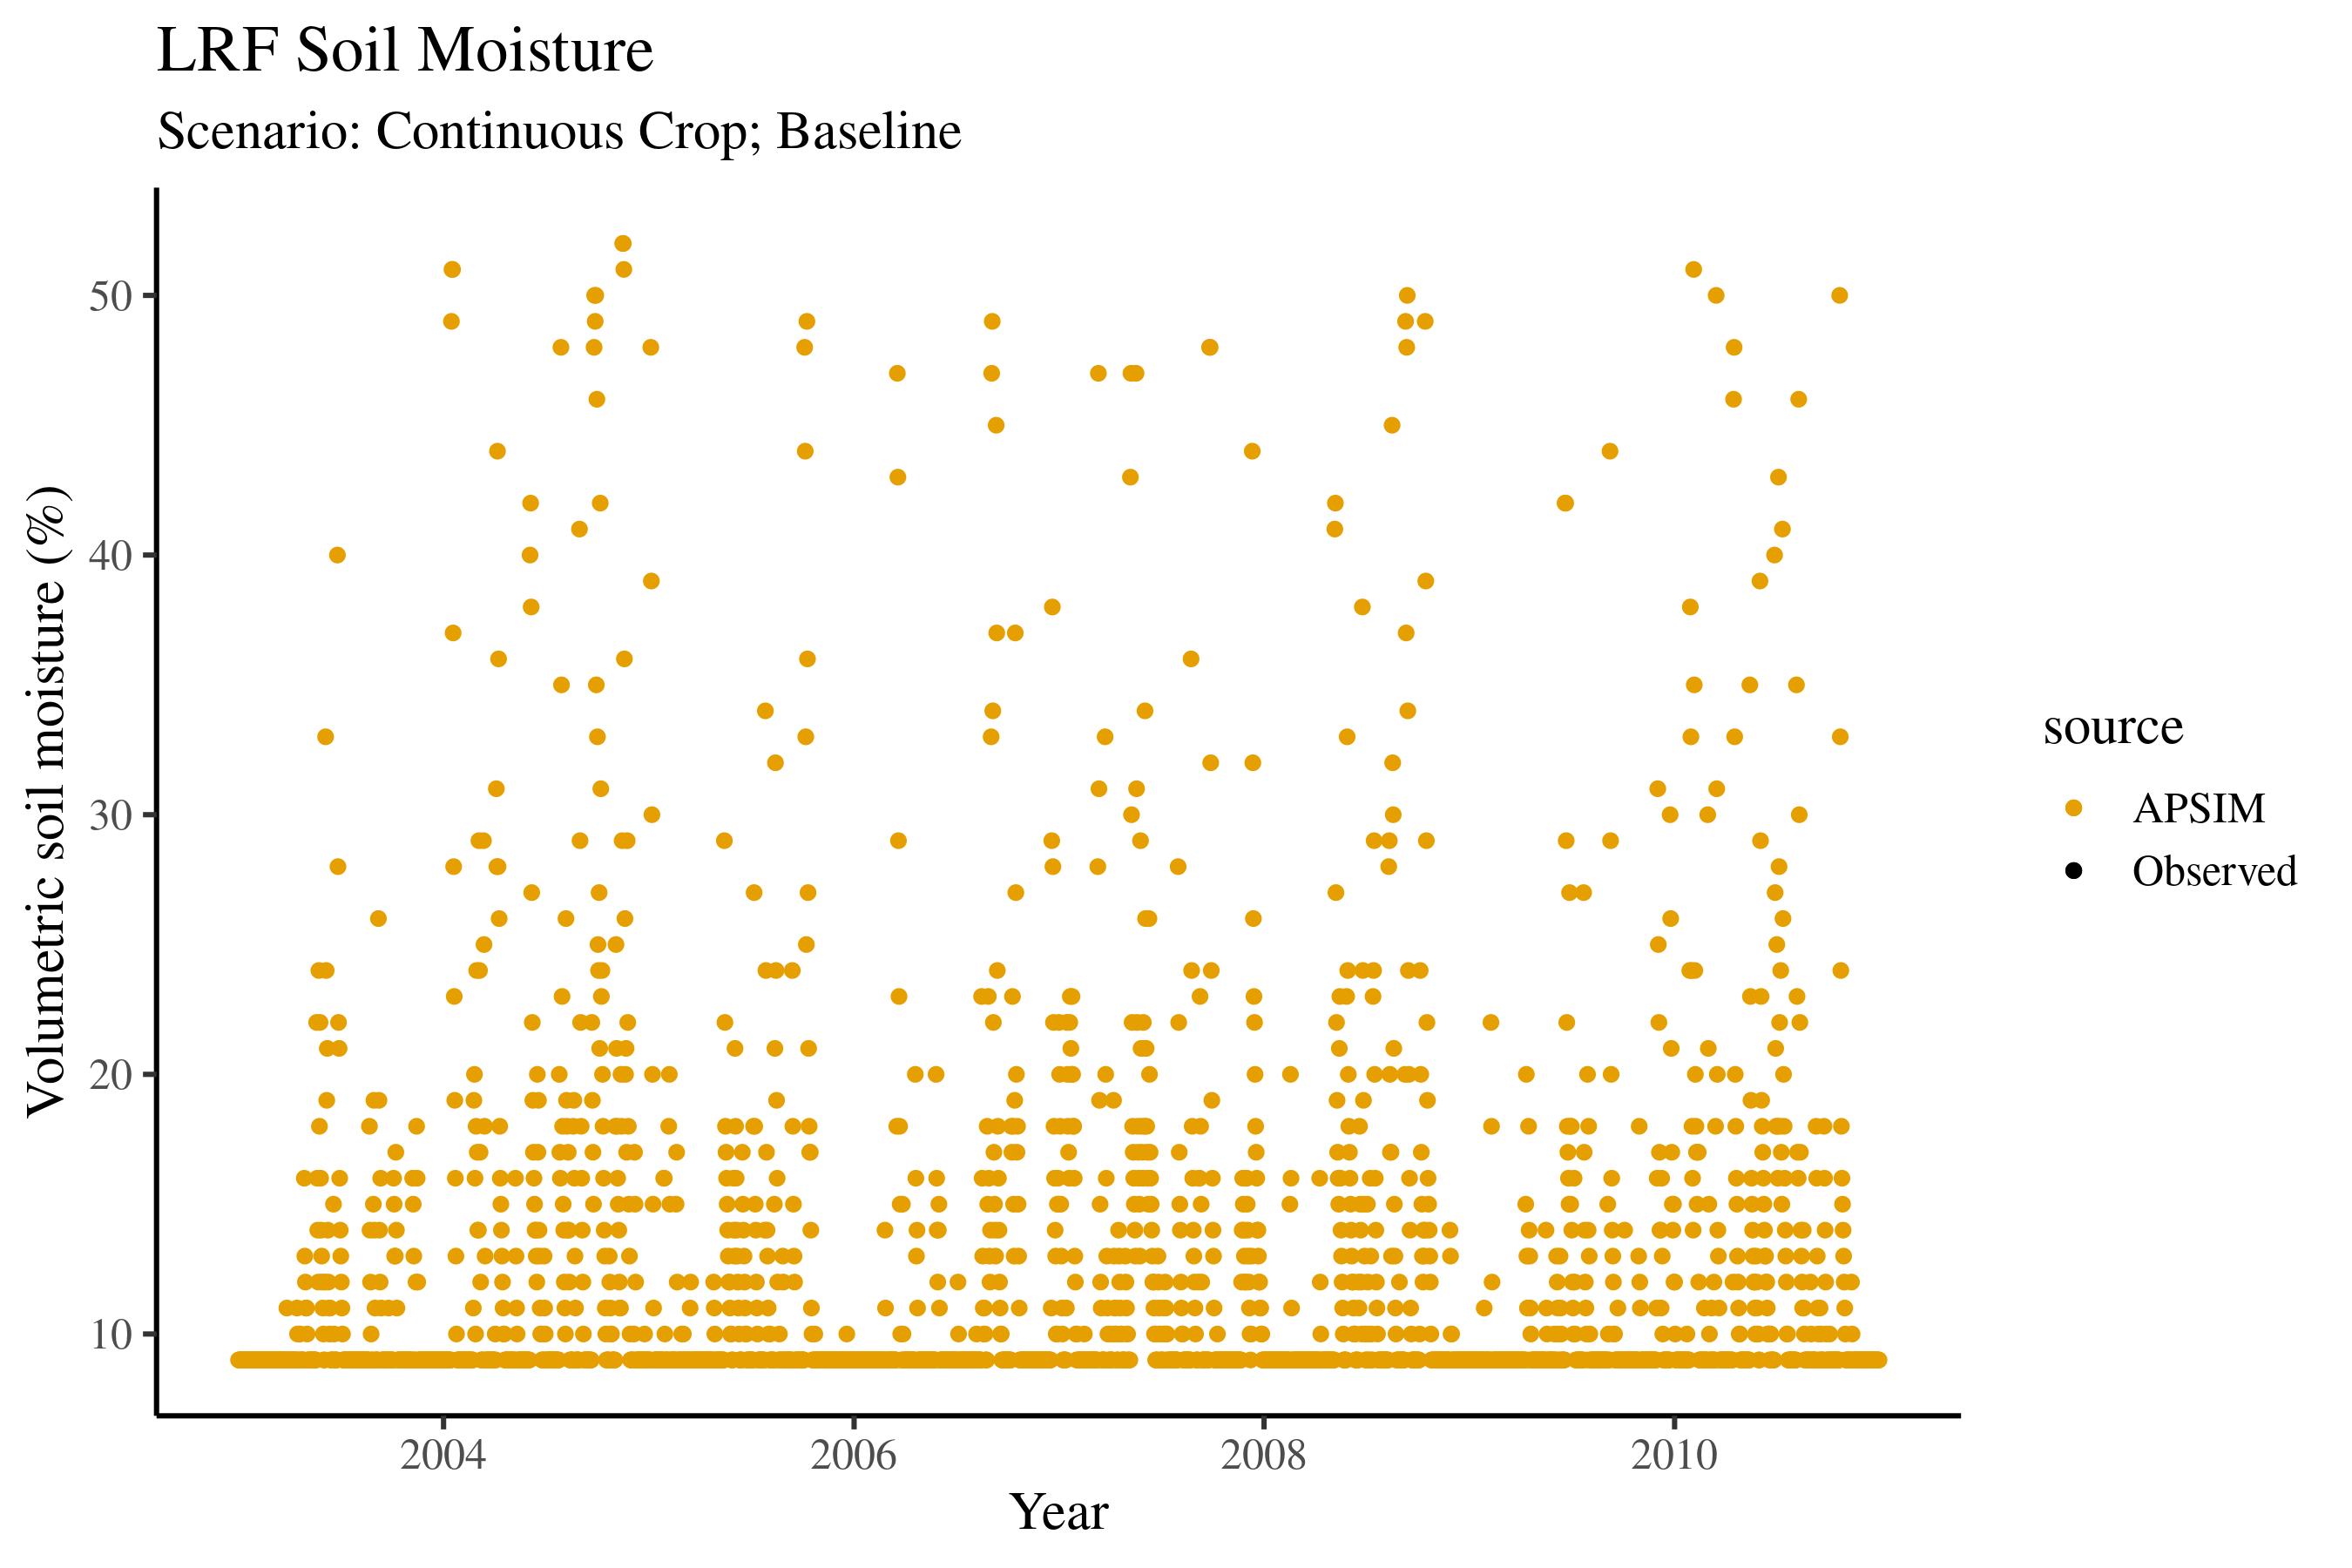 LRF Soil Moisture
Scenario: Continuous Crop; Baseline
Volumetric soil moisture (%)
50
40
30
20
10
2004
2006
2008
2010
Year
source
APSIM
Observed